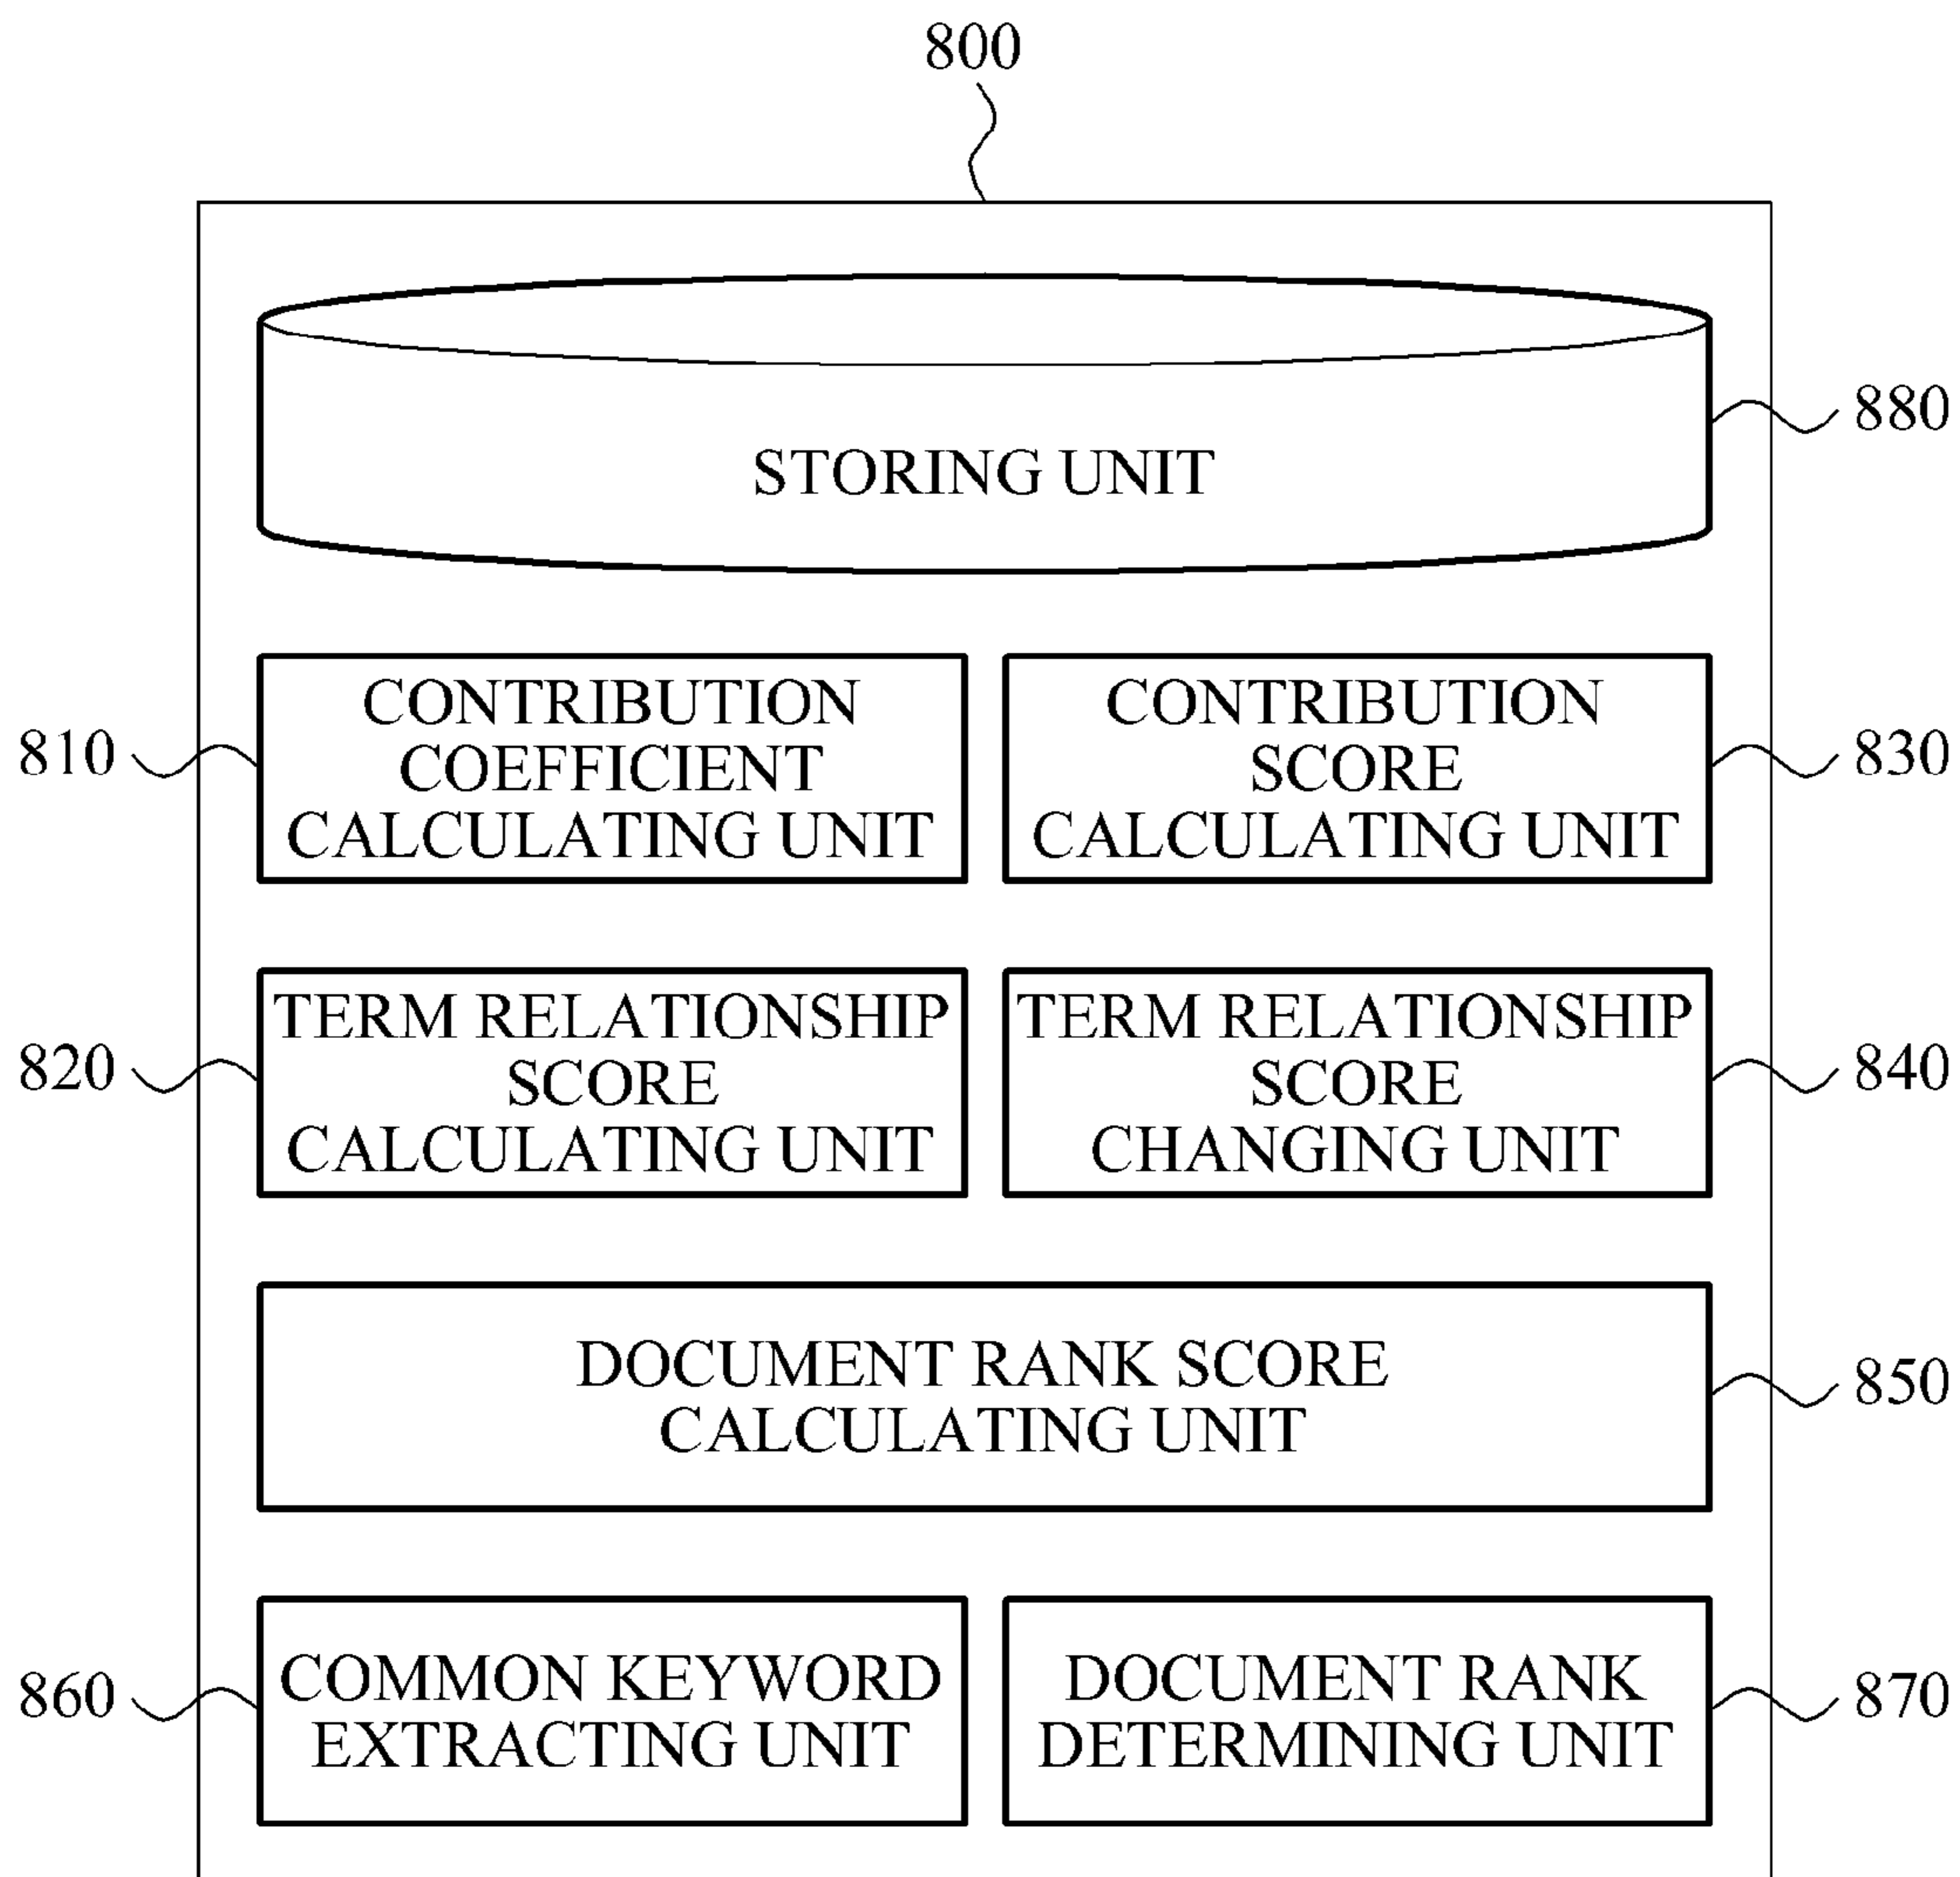 800
STORING UNIT
880
810
CONTRIBUTION
COEFFICIENT
CALCULATING UNIT
CONTRIBUTION
SCORE
CALCULATING UNIT
830
820
TERM RELATIONSHIP
SCORE
CALCULATING UNIT
TERM RELATIONSHIP
SCORE
CHANGING UNIT
840
DOCUMENT RANK SCORE
CALCULATING UNIT
850
860
COMMON KEYWORD
EXTRACTING UNIT
DOCUMENT RANK
DETERMINING UNIT
870